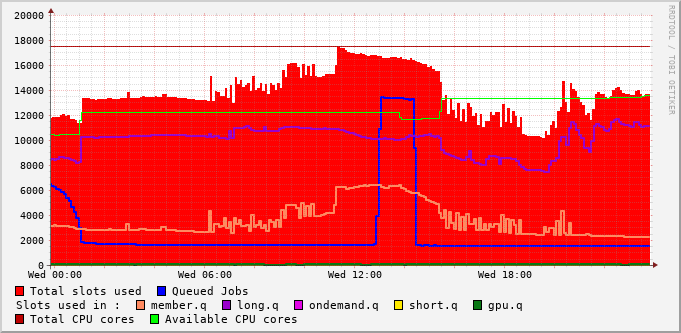 20000
18000
16000
14000
12000
10000
8000
6000
4000
2000
0
Wed 00:00 Wed 06:00 Wed 12:00 Wed 18:00
RRDTOOL / TOBI OETIKER
Total slots used Queued Jobs
Slots used in : member.q long.q ondemand.q short.q gpu.q
Total CPU cores Available CPU cores